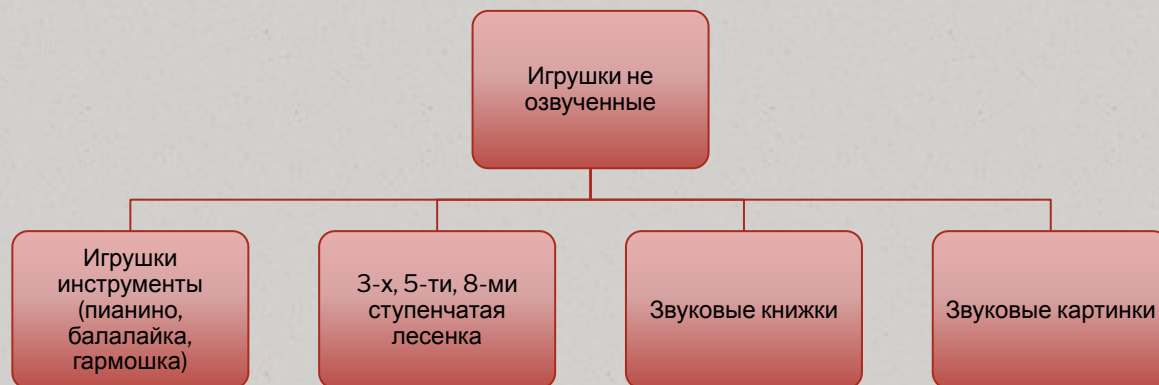 Игрушки не
озвученные
Игрушки
инструменты
(пианино,
балалайка,
гармошка)
3-х, 5-ти, 8-ми
ступенчатая
лесенка
Звуковые книжки
Звуковые картинки